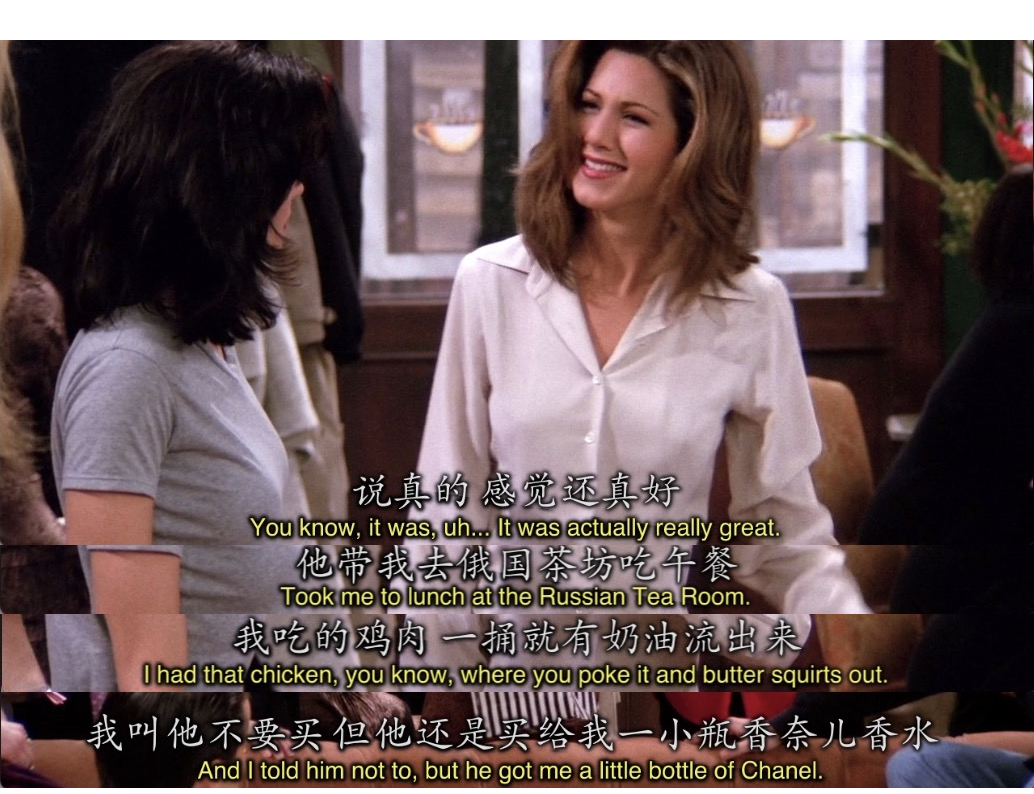 说真的 感觉还真好
You know, it was, uh... It was actually really great.
他带我去俄国茶坊吃午餐
Took me to lunch at the Russian Tea Room.
我吃的鸡肉 一捅就有奶油流出来
I had that chicken, you know, where you poke it and butter squirts out.
我叫他不要买 但他还是买给我一小瓶香奈儿香水
And I told him not to, but he got me a little bottle of Chanel.